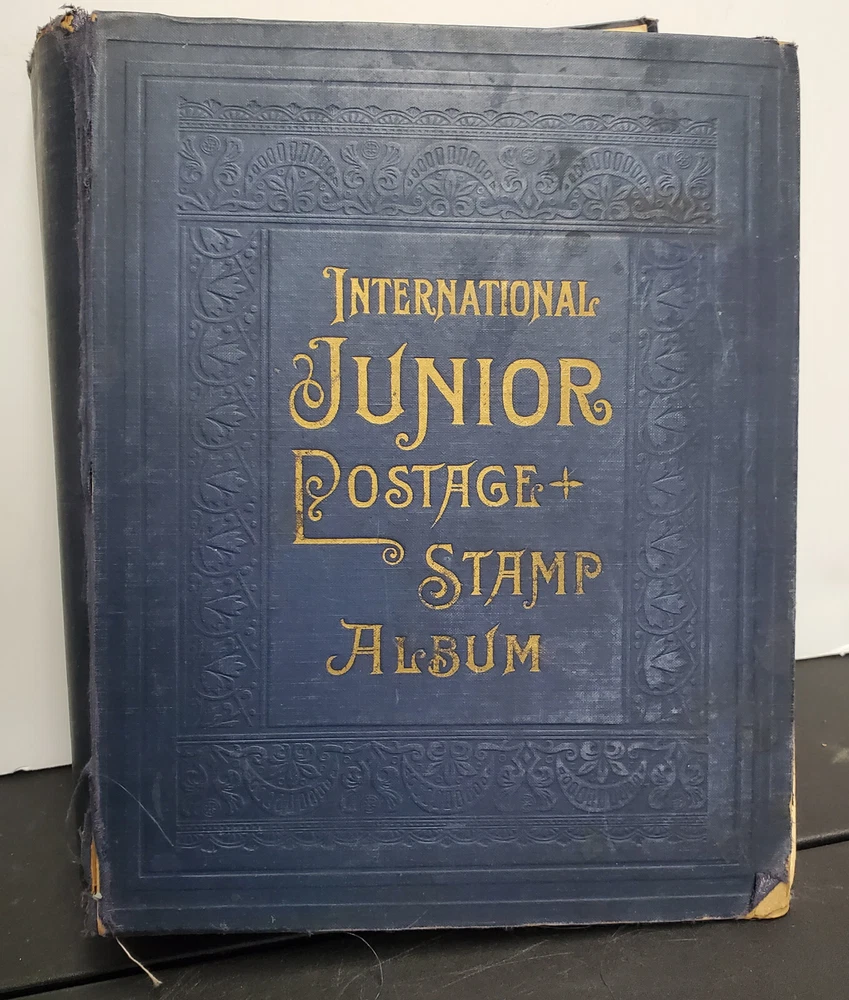 INTERNATIONAL
JUNIOR
POSTAGE
STAMP
ALBUM